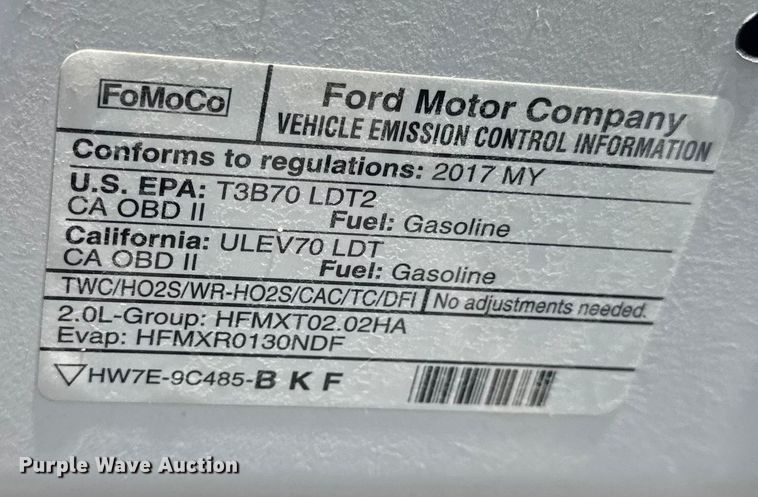 FoMoCo
Ford Motor Company
VEHICLE EMISSION CONTROL INFORMATION
Conforms to regulations: 2017 MY
U.S. EPA: T3B70 LDT2
CA OBD II Fuel: Gasoline
California: ULEV70 LDT
CA OBD II Fuel: Gasoline
TWC/HO2S/WR-HO2S/CAC/TC/DFI No adjustments needed.
2.0L-Group: HFMXT02.02HA
Evap: HFMXR0130NDF
HW7E-9C485-B K F
Purple Wave Auction